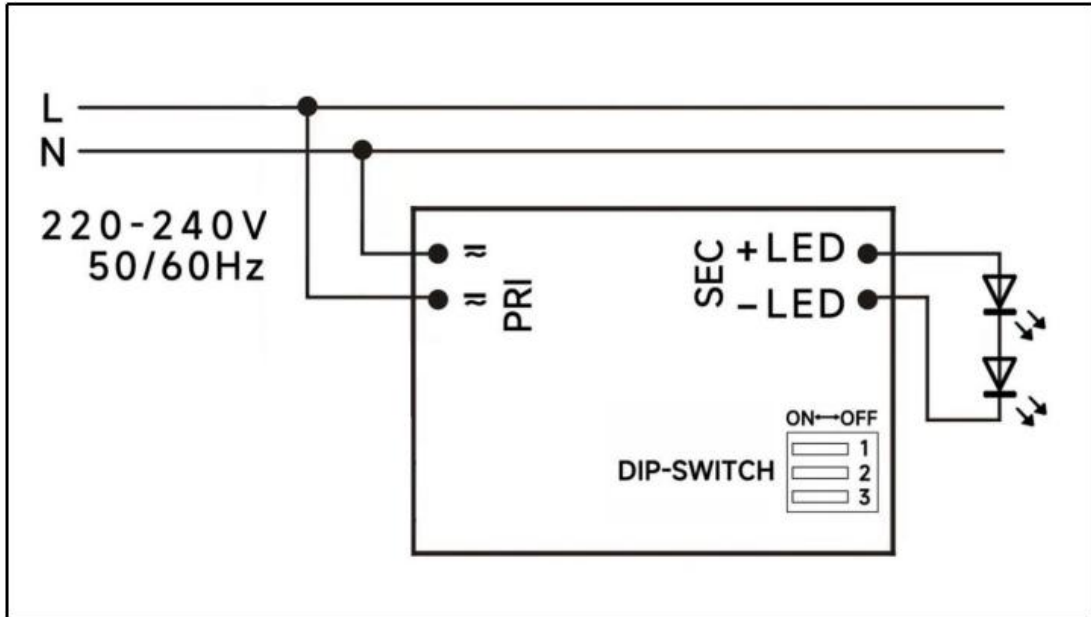 L
N
220-240V
50/60Hz
≂
≂
PRI
SEC
+LED
-LED
ON↔OFF
DIP-SWITCH
1
2
3